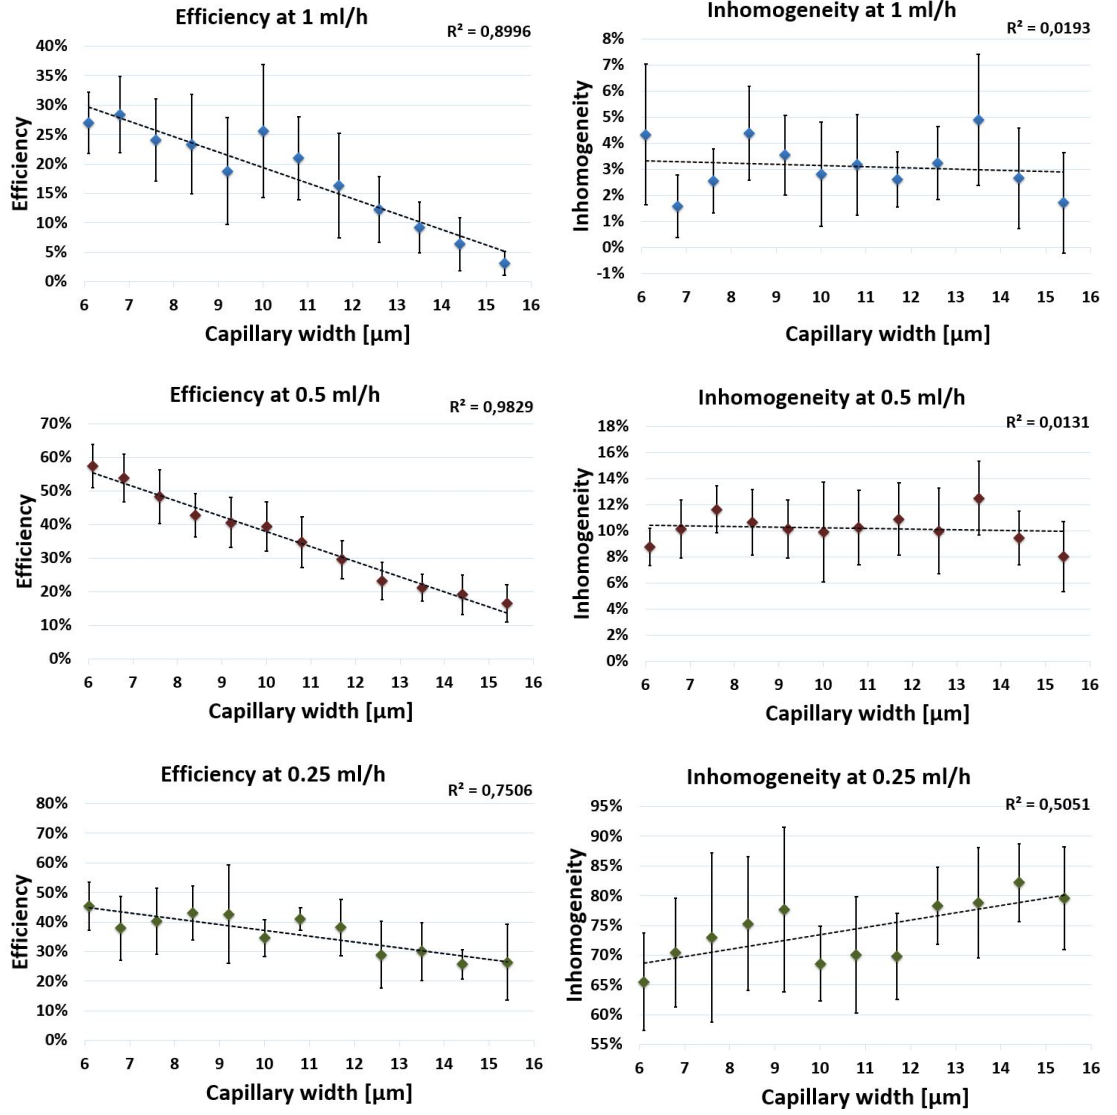 Efficiency at 1 ml/h
R² = 0,8996
40%
35%
30%
25%
20%
15%
10%
5%
0%
Efficiency
6 7 8 9 10 11 12 13 14 15 16
Capillary width [µm]
Inhomogeneity at 1 ml/h
R² = 0,0193
8%
7%
6%
5%
4%
3%
2%
1%
0%
-1%
Inhomogeneity
6 7 8 9 10 11 12 13 14 15 16
Capillary width [µm]
Efficiency at 0.5 ml/h
R² = 0,9829
70%
60%
50%
40%
30%
20%
10%
0%
Efficiency
6 7 8 9 10 11 12 13 14 15 16
Capillary width [µm]
Inhomogeneity at 0.5 ml/h
R² = 0,0131
18%
16%
14%
12%
10%
8%
6%
4%
2%
0%
Inhomogeneity
6 7 8 9 10 11 12 13 14 15 16
Capillary width [µm]
Efficiency at 0.25 ml/h
R² = 0,7506
80%
70%
60%
50%
40%
30%
20%
10%
0%
Efficiency
6 7 8 9 10 11 12 13 14 15 16
Capillary width [µm]
Inhomogeneity at 0.25 ml/h
R² = 0,5051
95%
90%
85%
80%
75%
70%
65%
60%
55%
Inhomogeneity
6 7 8 9 10 11 12 13 14 15 16
Capillary width [µm]